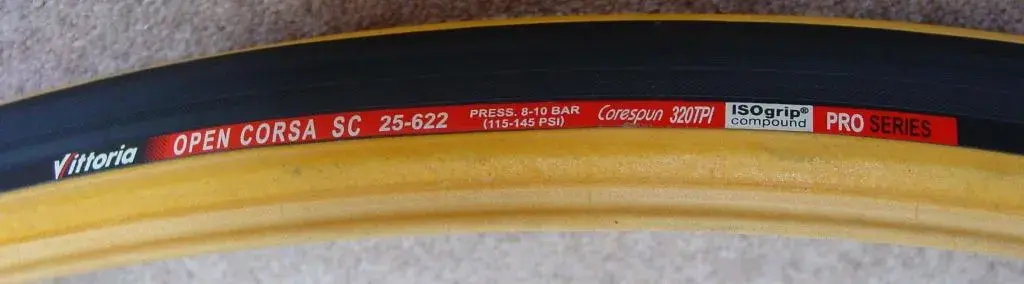 Vittoria
OPEN CORSA SC 25-622
PRESS. 8-10 BAR
(115-145 PSI)
Corespun 320TPI
ISOgrip®
compound
PRO SERIES